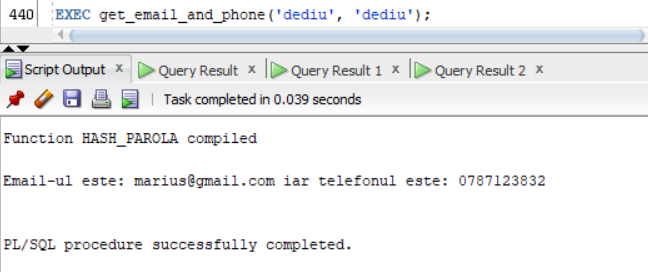 440 EXEC get_email_and_phone('dediu', 'dediu');
Script Output x Query Result x Query Result 1 x Query Result 2 x
Task completed in 0.039 seconds
Function HASH_PAROLA compiled
Email-ul este: marius@gmail.com iar telefonul este: 0787123832
PL/SQL procedure successfully completed.